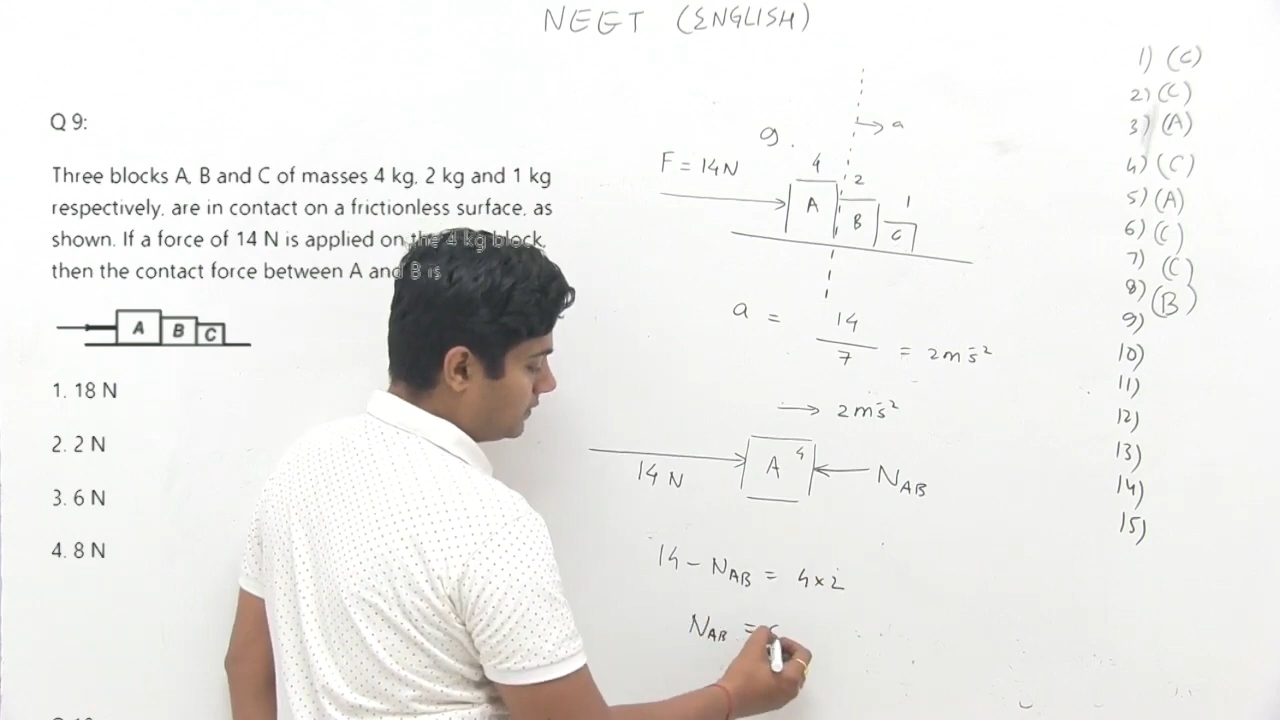 NEET (ENGLISH)
Q 9:
Three blocks A, B and C of masses 4 kg, 2 kg and 1 kg
respectively, are in contact on a frictionless surface, as
shown. If a force of 14 N is applied on the 4 kg block,
then the contact force between A and B is
A B C
1. 18 N
2. 2 N
3. 6 N
4. 8 N
9.
a
F = 14N
4
2
1
A
B
C
a = 14/7 = 2ms⁻²
2ms⁻²
14 N
A 4
N_AB
14 - N_AB = 4×2
N_AB =
1) (C)
2) (C)
3) (A)
4) (C)
5) (A)
6) (C)
7) (C)
8) (B)
9)
10)
11)
12)
13)
14)
15)